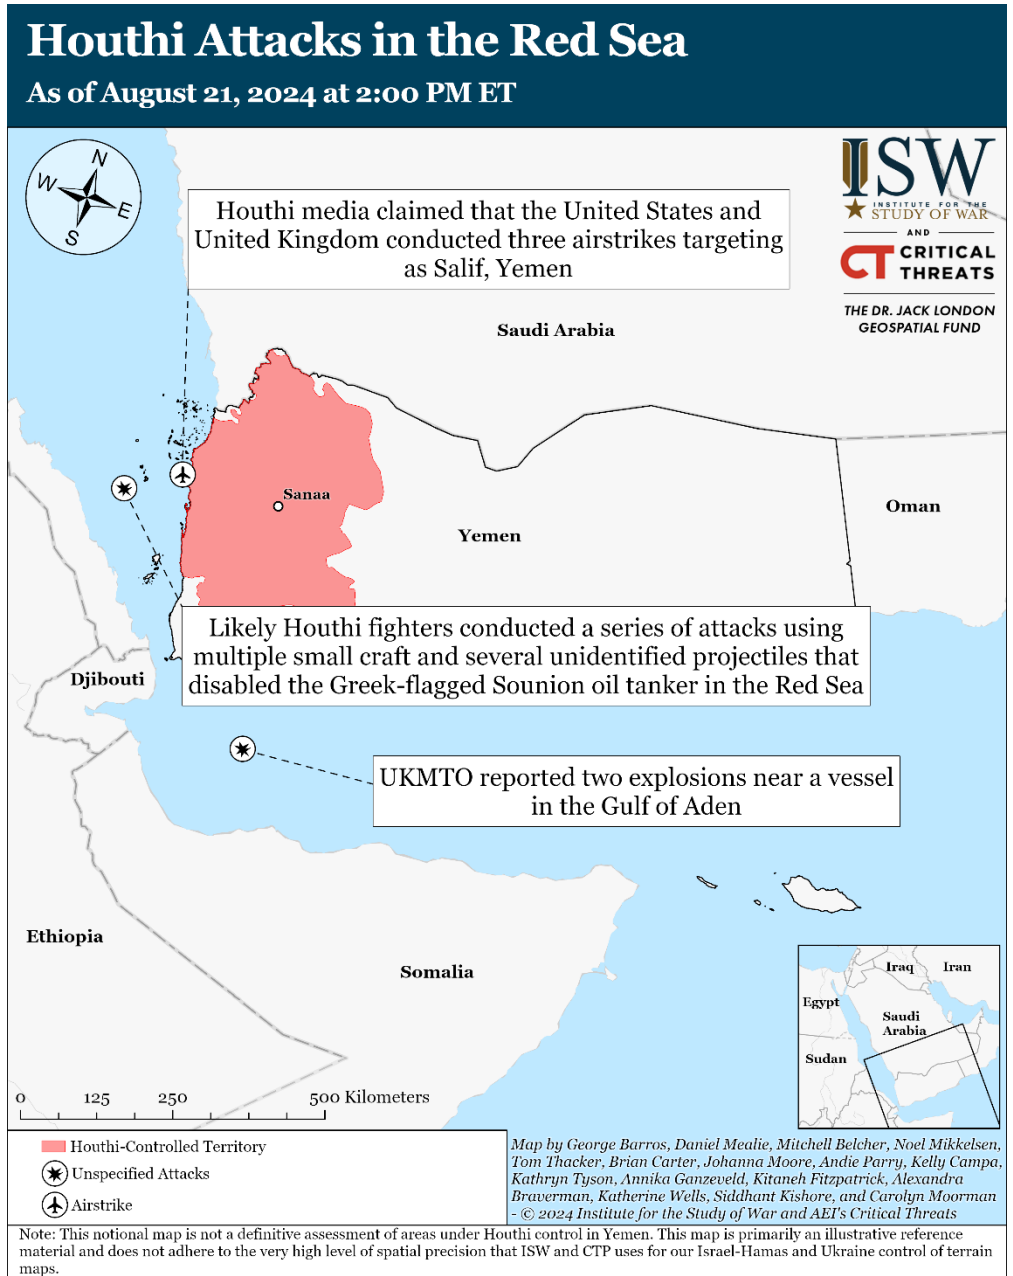 Houthi Attacks in the Red Sea
As of August 21, 2024 at 2:00 PM ET
N
W
E
S
ISW
INSTITUTE FOR THE
STUDY OF WAR
AND
CT CRITICAL
THREATS
THE DR. JACK LONDON
GEOSPATIAL FUND
Houthi media claimed that the United States and
United Kingdom conducted three airstrikes targeting
as Salif, Yemen
Saudi Arabia
Sanaa
Yemen
Oman
Likely Houthi fighters conducted a series of attacks using
multiple small craft and several unidentified projectiles that
disabled the Greek-flagged Sounion oil tanker in the Red Sea
Djibouti
UKMTO reported two explosions near a vessel
in the Gulf of Aden
Ethiopia
Somalia
Iraq
Iran
Egypt
Saudi
Arabia
Sudan
0 125 250 500 Kilometers
Houthi-Controlled Territory
Unspecified Attacks
Airstrike
Map by George Barros, Daniel Mealie, Mitchell Belcher, Noel Mikkelsen,
Tom Thacker, Brian Carter, Johanna Moore, Andie Parry, Kelly Campa,
Kathryn Tyson, Annika Ganzeveld, Kitaneh Fitzpatrick, Alexandra
Braverman, Katherine Wells, Siddhant Kishore, and Carolyn Moorman
- © 2024 Institute for the Study of War and AEI's Critical Threats
Note: This notional map is not a definitive assessment of areas under Houthi control in Yemen. This map is primarily an illustrative reference
material and does not adhere to the very high level of spatial precision that ISW and CTP uses for our Israel-Hamas and Ukraine control of terrain
maps.